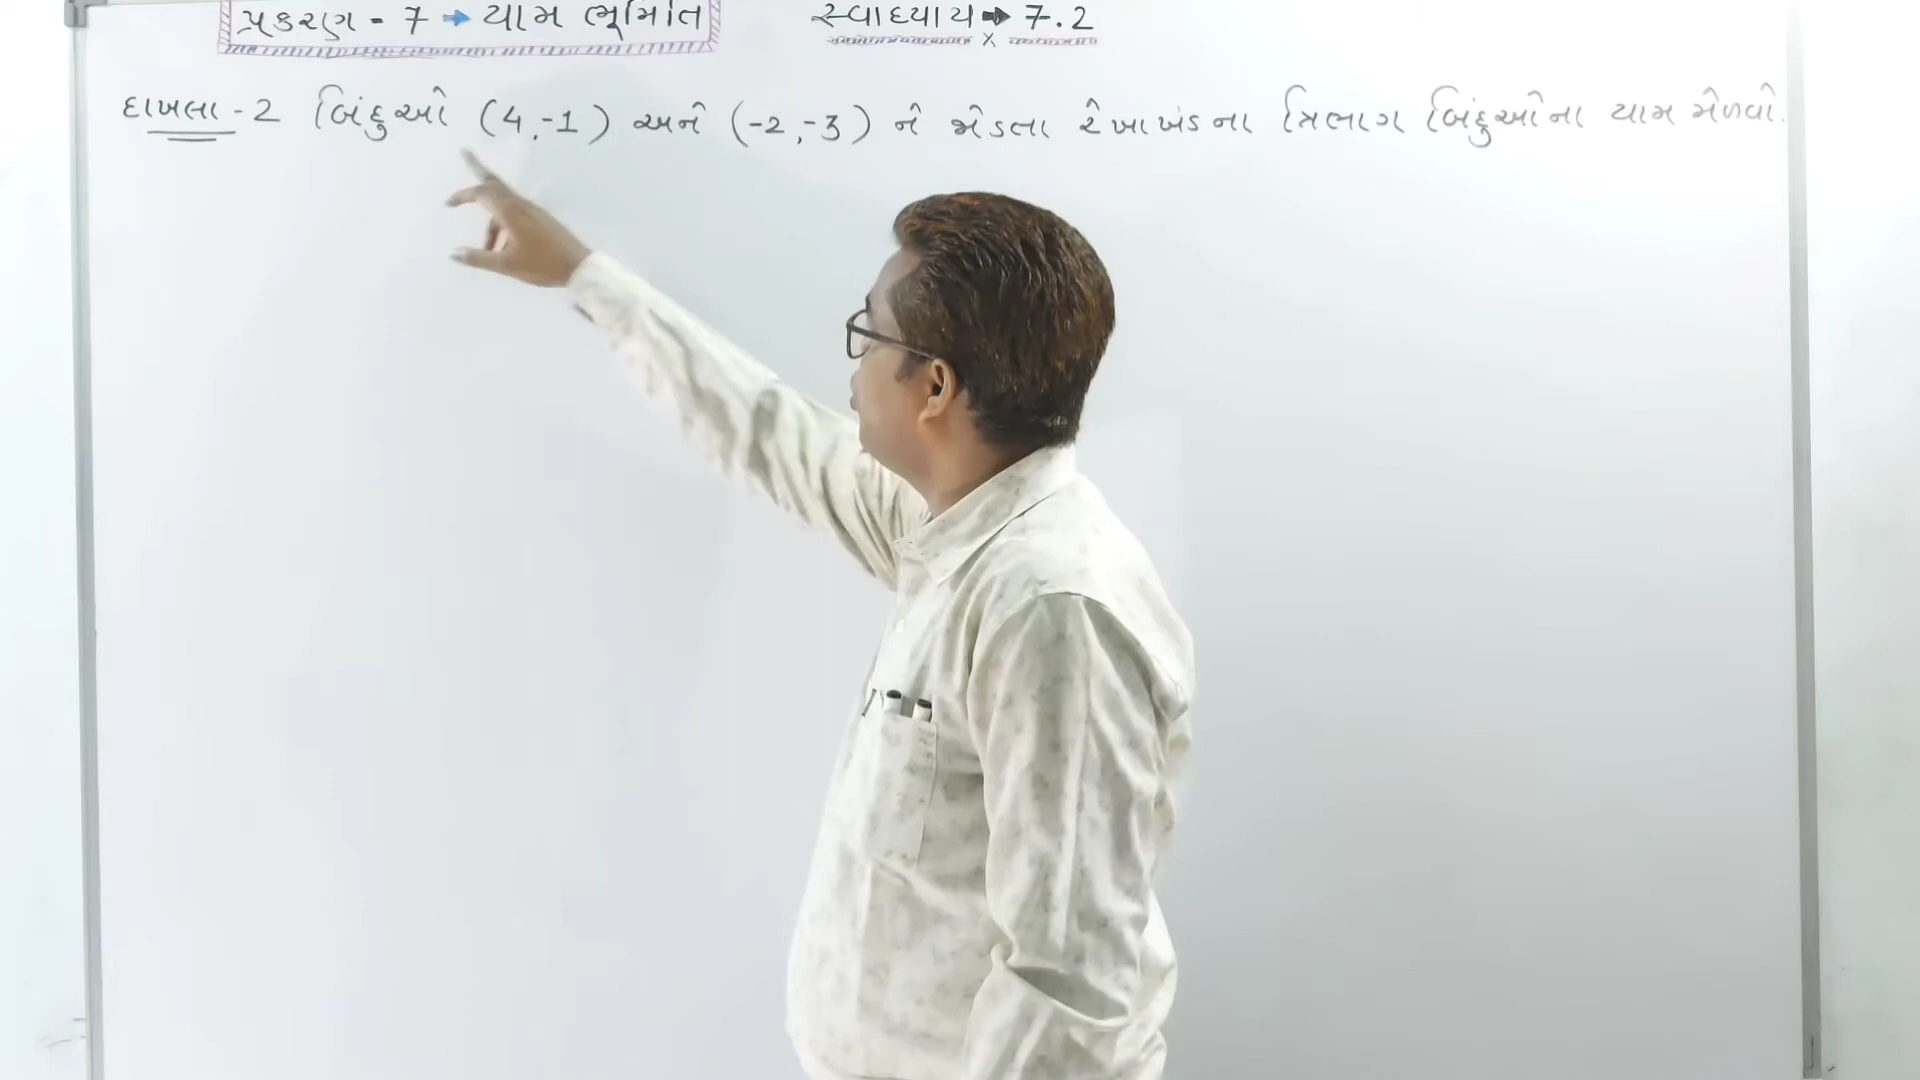 પ્રકરણ - 7 → યામ ભૂમિતિ
સ્વાધ્યાય → 7.2
દાખલા - 2 બિંદુઓ (4,-1) અને (-2,-3) ને જોડતા રેખાખંડના ત્રિભાગ બિંદુઓના યામ મેળવો.